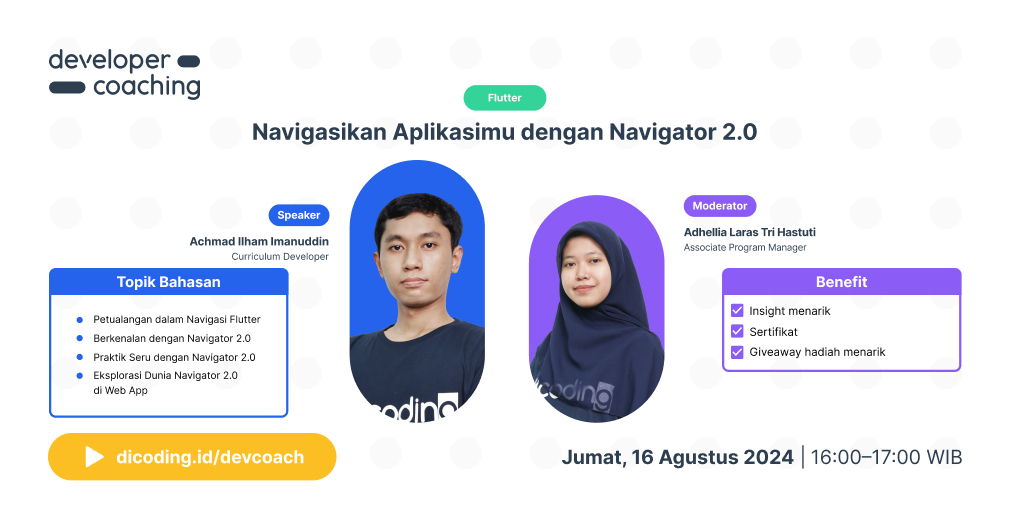 developer
coaching
Flutter
Navigasikan Aplikasimu dengan Navigator 2.0
Speaker
Achmad Ilham Imanuddin
Curriculum Developer
Moderator
Adhellia Laras Tri Hastuti
Associate Program Manager
Topik Bahasan
Petualangan dalam Navigasi Flutter
Berkenalan dengan Navigator 2.0
Praktik Seru dengan Navigator 2.0
Eksplorasi Dunia Navigator 2.0
di Web App
Benefit
Insight menarik
Sertifikat
Giveaway hadiah menarik
coding
dicoding
dicoding.id/devcoach
Jumat, 16 Agustus 2024 | 16:00–17:00 WIB